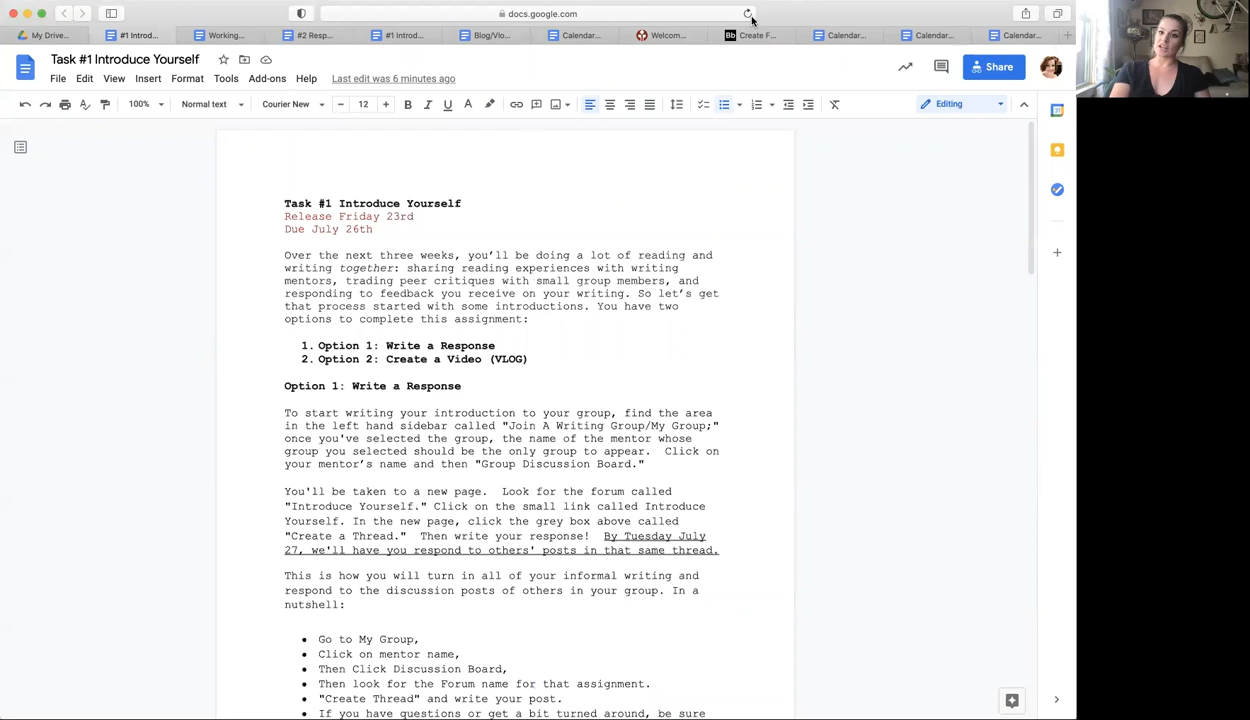 docs.google.com
My Drive...
#1 Introd...
Working...
#2 Resp...
#1 Introd...
Blog/Vlo...
Calendar...
Welcom...
Bb Create F...
Calendar...
Calendar...
Calendar...
Task #1 Introduce Yourself
File Edit View Insert Format Tools Add-ons Help Last edit was 6 minutes ago
Share
100% Normal text Courier New 12 B I U A Editing
Task #1 Introduce Yourself
Release Friday 23rd
Due July 26th
Over the next three weeks, you'll be doing a lot of reading and
writing together: sharing reading experiences with writing
mentors, trading peer critiques with small group members, and
responding to feedback you receive on your writing. So let's get
that process started with some introductions. You have two
options to complete this assignment:
1. Option 1: Write a Response
2. Option 2: Create a Video (VLOG)
Option 1: Write a Response
To start writing your introduction to your group, find the area
in the left hand sidebar called "Join A Writing Group/My Group;"
once you've selected the group, the name of the mentor whose
group you selected should be the only group to appear. Click on
your mentor's name and then "Group Discussion Board."
You'll be taken to a new page. Look for the forum called
"Introduce Yourself." Click on the small link called Introduce
Yourself. In the new page, click the grey box above called
"Create a Thread." Then write your response! By Tuesday July
27, we'll have you respond to others' posts in that same thread.
This is how you will turn in all of your informal writing and
respond to the discussion posts of others in your group. In a
nutshell:
● Go to My Group,
● Click on mentor name,
● Then Click Discussion Board,
● Then look for the Forum name for that assignment.
● "Create Thread" and write your post.
● If you have questions or get a bit turned around, be sure